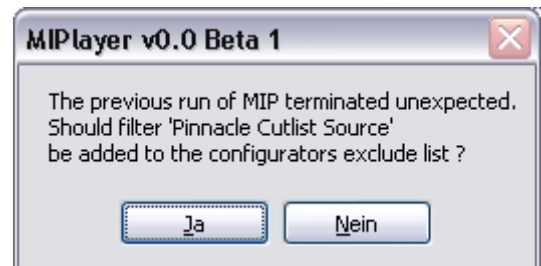 MIPlayer v0.0 Beta 1
The previous run of MIP terminated unexpected.
Should filter 'Pinnacle Cutlist Source'
be added to the configurators exclude list ?
Ja
Nein